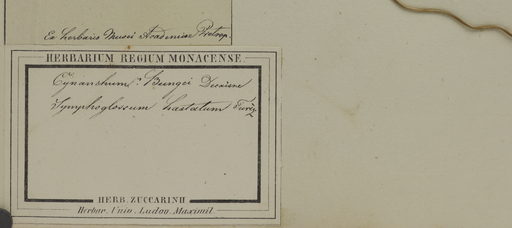 Ex herbario Musei Academiae Petrop.
HERBARIUM REGIUM MONACENSE
Cynanchum Bungei Decaisne
Symphyoglossum hastatum Turcz
HERB. ZUCCARINII
Herbar. Univ. Ludov. Maximil.